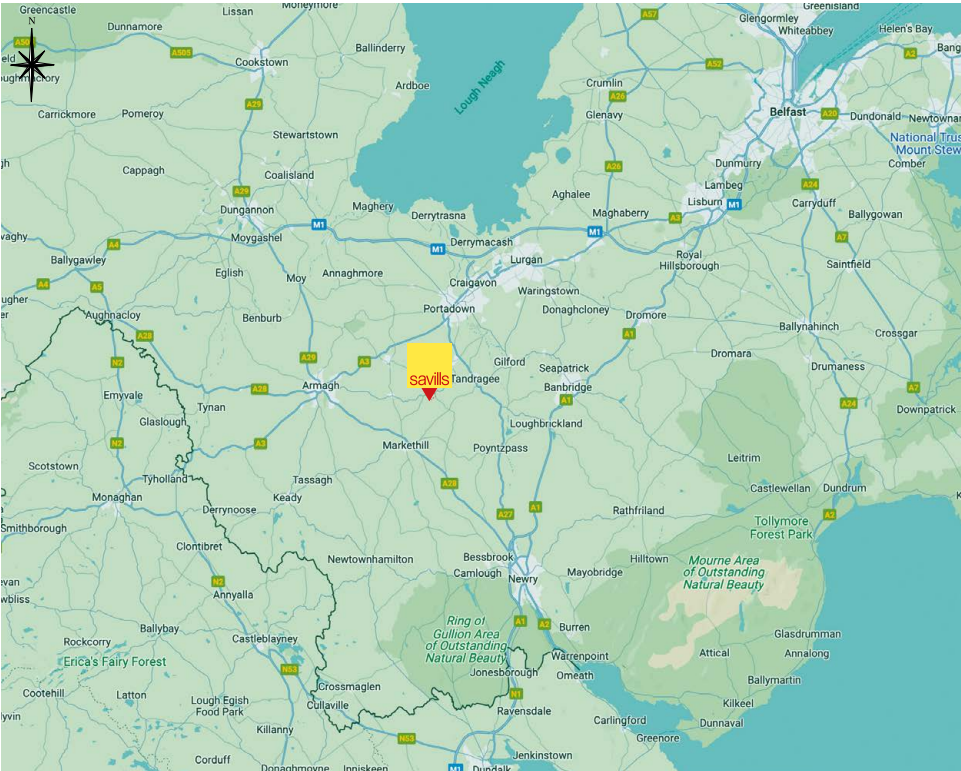 Greencastle
Lissan
Moneymore
A57
Greenisland
Glengormley
Whiteabbey
Dunnamore
Helen's Bay
N
A505
Ballinderry
A2
Cookstown
A52
Ardboe
Lough Neagh
Crumlin
A26
A29
Carrickmore
Pomeroy
Glenavy
Belfast
A20
Dundonald
Stewartstown
Dunmurry
Comber
Cappagh
Coalisland
A26
Lambeg
A24
A29
Aghalee
Lisburn
M1
Carryduff
Maghery
Dungannon
Derrytrasna
Maghaberry
A3
Ballygowan
M1
M1
Moygashel
A4
M1
Derrymacash
A7
Ballygawley
Lurgan
Royal
Hillsborough
Saintfield
Eglish
Annaghmore
A4
A5
Moy
Craigavon
Waringstown
Portadown
Donaghcloney
Dromore
Aughnacloy
Benburb
Ballynahinch
A28
A1
Crossgar
N2
A29
A3
Gilford
Dromara
Seapatrick
Drumaness
savills
Tandragee
Armagh
A28
Banbridge
A7
Emyvale
A1
A24
Tynan
Downpatrick
Glaslough
Loughbrickland
N2
A3
Markethill
Poyntzpass
Leitrim
Scotstown
Tyholland
Tassagh
A28
Castlewellan
Dundrum
Monaghan
Keady
Derrynoose
A27
A1
Rathfriland
A2
Smithborough
Tollymore
Forest Park
Clontibret
Newtownhamilton
Bessbrook
Hilltown
Mourne Area
of Outstanding
Natural Beauty
Camlough
Newry
Mayobridge
N2
Annyalla
Ring of
Gullion Area
of Outstanding
Natural Beauty
A1
A2
Burren
Ballybay
Rockcorry
Castleblayney
Glasdrumman
Erica's Fairy Forest
Warrenpoint
Attical
Annalong
N53
Jonesborough
Omeath
Ballymartin
Cootehill
Latton
Crossmaglen
N1
Lough Egish
Food Park
Culloville
Kilkeel
Ravensdale
Carlingford
Dunnaval
Killanny
Greenore
N53
Corduff
Jenkinstown
Donaghmoyne
Inniskeen
M1
Dundalk